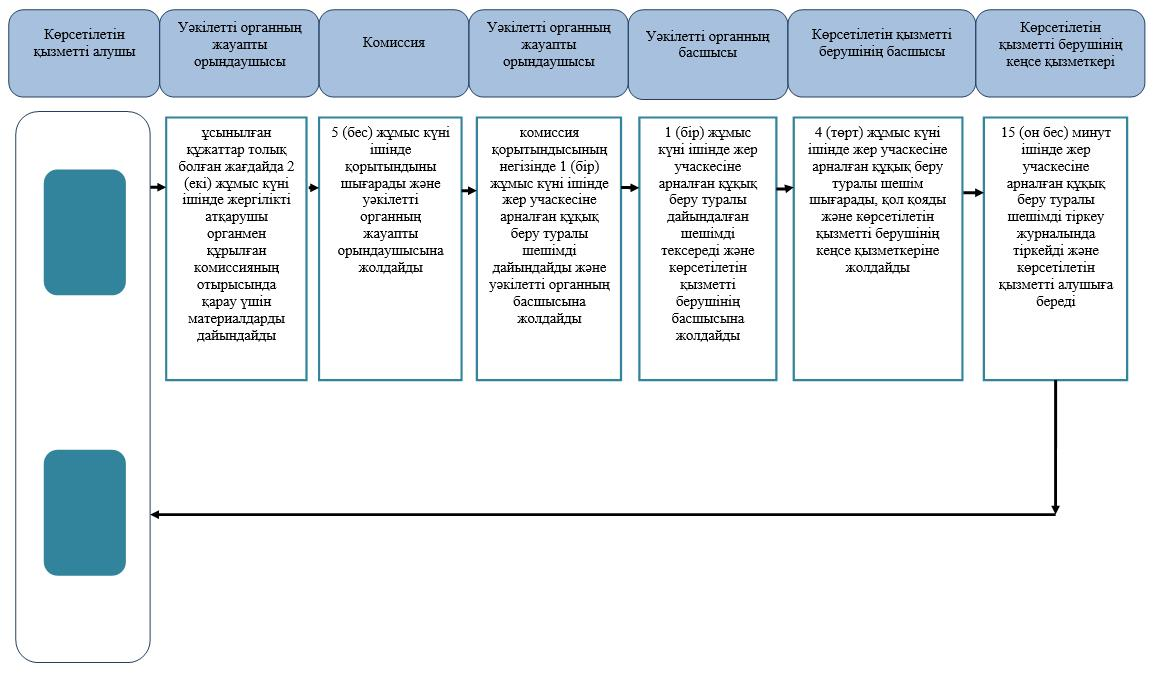 Көрсетілетін
қызметті алушы
Уәкілетті органның
жауапты
орындаушысы
Комиссия
Уәкілетті органның
жауапты
орындаушысы
Уәкілетті органның
басшысы
Көрсетілетін қызметті
берушінің басшысы
Көрсетілетін
қызметті берушінің
кеңсе қызметкері
ұсынылған
құжаттар толық
болған жағдайда 2
(екі) жұмыс күні
ішінде жергілікті
атқарушы
органмен
құрылған
комиссияның
отырысында
қарау үшін
материалдарды
дайындайды
5 (бес) жұмыс күні
ішінде
қорытындыны
шығарады және
уәкілетті
органның
жауапты
орындаушысына
жолдайды
комиссия
қорытындысының
негізінде 1 (бір)
жұмыс күні ішінде
жер учаскесіне
арналған құқық
беру туралы
шешімді
дайындайды және
уәкілетті органның
басшысына
жолдайды
1 (бір) жұмыс
күні ішінде жер
учаскесіне
арналған құқық
беру туралы
дайындалған
шешімді
тексереді және
көрсетілетін
қызметті
берушінің
басшысына
жолдайды
4 (төрт) жұмыс күні
ішінде жер учаскесіне
арналған құқық беру
туралы шешім
шығарады, қол қояды
және көрсетілетін
қызметті берушінің
кеңсе қызметкеріне
жолдайды
15 (он бес) минут
ішінде жер
учаскесіне
арналған құқық
беру туралы
шешімді тіркеу
журналында
тіркейді және
көрсетілетін
қызметті алушыға
береді